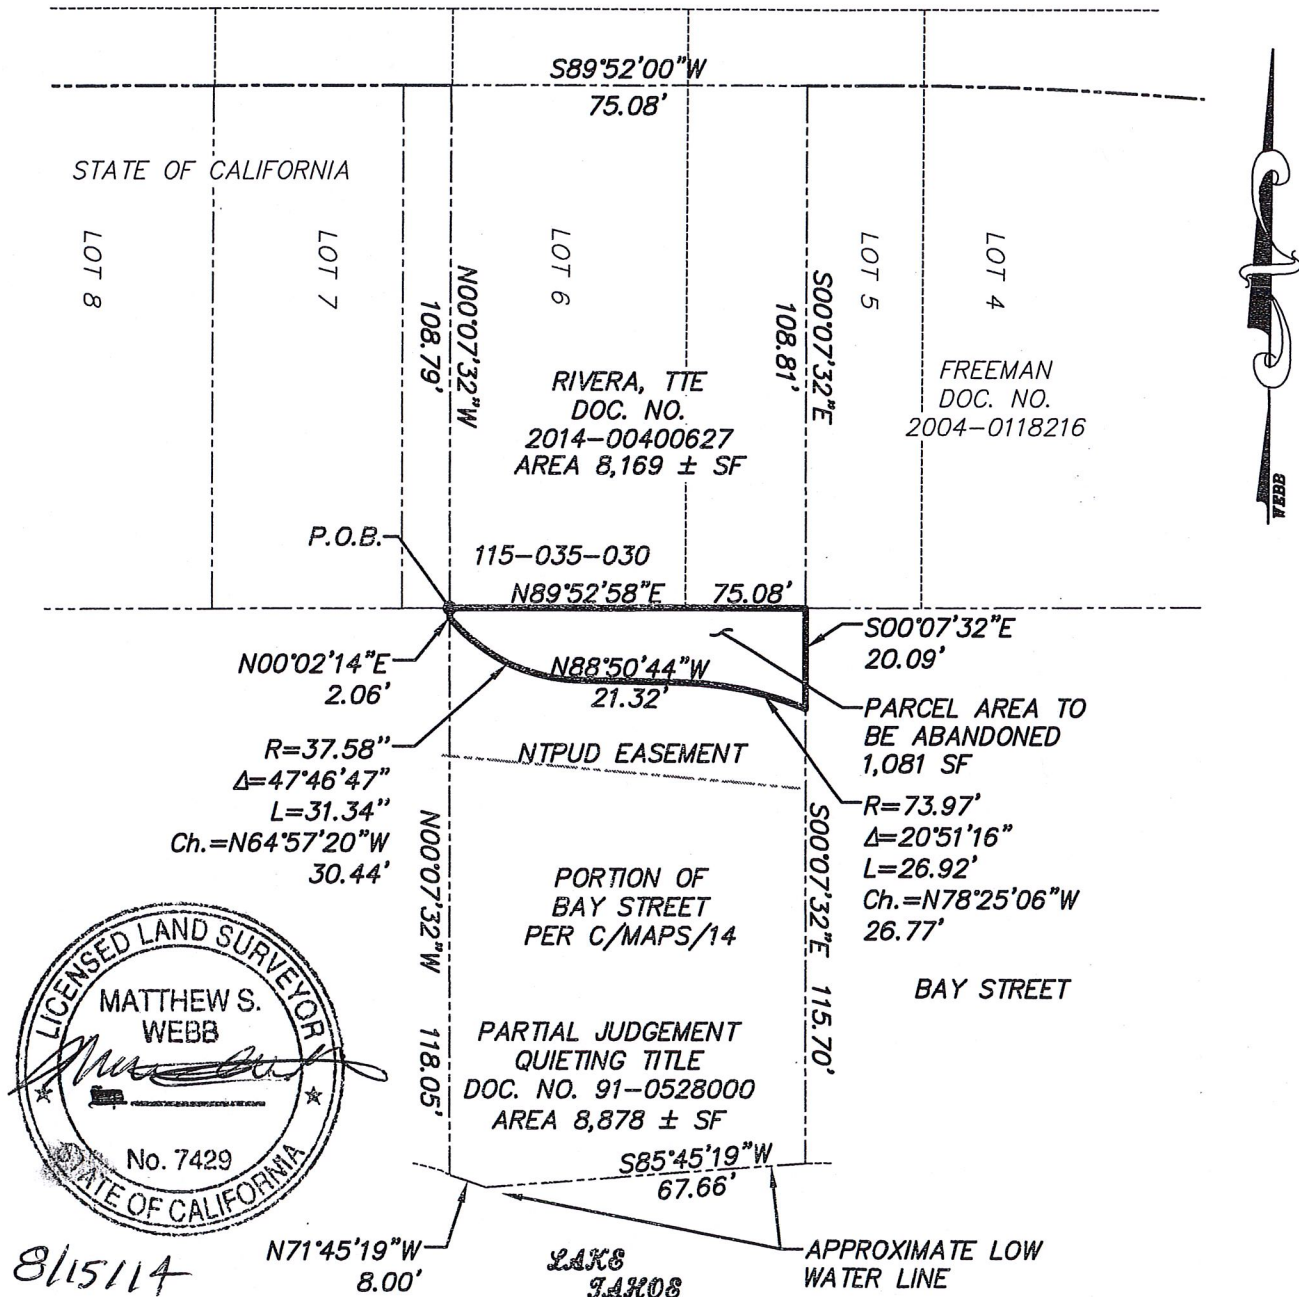 S89°52'00"W
75.08'
STATE OF CALIFORNIA
LOT 8
LOT 7
LOT 6
LOT 5
LOT 4
N00°07'32"W
108.79'
S00°07'32"E
108.81'
RIVERA, TTE
DOC. NO.
2014-00400627
AREA 8,169 ± SF
FREEMAN
DOC. NO.
2004-0118216
WEBB
P.O.B.
115-035-030
N89°52'58"E 75.08'
N00°02'14"E
2.06'
N88°50'44"W
21.32'
S00°07'32"E
20.09'
PARCEL AREA TO
BE ABANDONED
1,081 SF
R=37.58"
Δ=47°46'47"
L=31.34"
Ch.=N64°57'20"W
30.44'
NTPUD EASEMENT
R=73.97'
Δ=20°51'16"
L=26.92'
Ch.=N78°25'06"W
26.77'
N00°07'32"W 118.05'
S00°07'32"E 115.70'
PORTION OF
BAY STREET
PER C/MAPS/14
BAY STREET
PARTIAL JUDGEMENT
QUIETING TITLE
DOC. NO. 91-0528000
AREA 8,878 ± SF
S85°45'19"W
67.66'
LICENSED LAND SURVEYOR
MATTHEW S.
WEBB
No. 7429
STATE OF CALIFORNIA
8/15/14
N71°45'19"W
8.00'
LAKE
TAHOE
APPROXIMATE LOW
WATER LINE